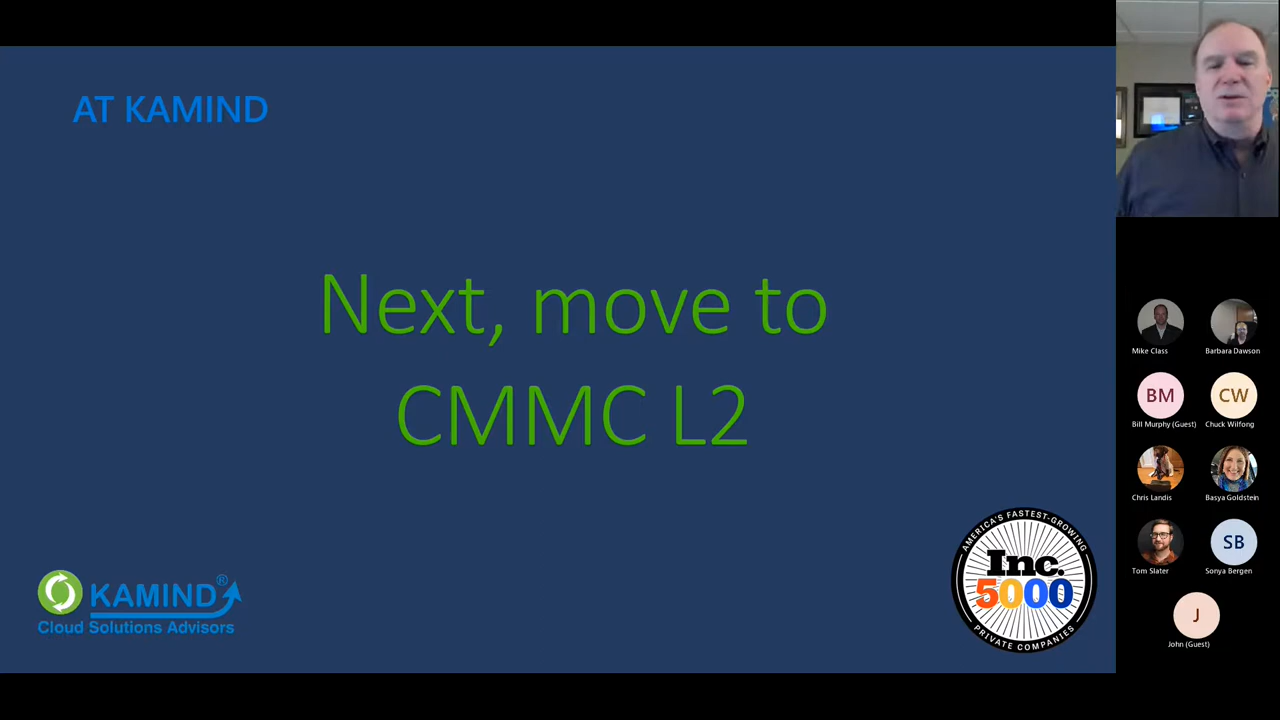 AT KAMIND
Next, move to
CMMC L2
KAMIND®
Cloud Solutions Advisors
AMERICA'S FASTEST-GROWING
Inc.
5000
PRIVATE COMPANIES
Mike Class
Barbara Dawson
BM
CW
Bill Murphy (Guest)
Chuck Wilfong
Chris Landis
Basya Goldstein
SB
Tom Slater
Sonya Bergen
J
John (Guest)